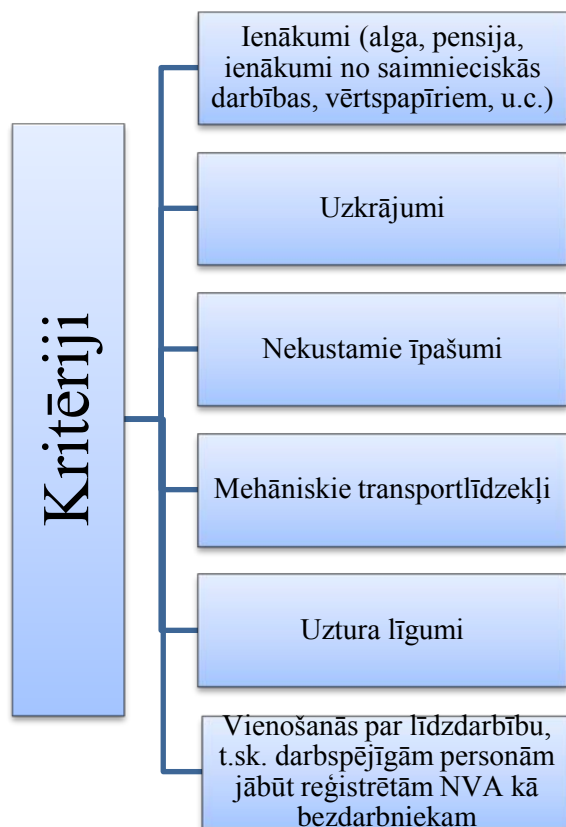 Kritēriji
Ienākumi (alga, pensija,
ienākumi no saimnieciskās
darbības, vērtspapīriem, u.c.)
Uzkrājumi
Nekustamie īpašumi
Mehāniskie transportlīdzekļi
Uztura līgumi
Vienošanās par līdzdarbību,
t.sk. darbspējīgām personām
jābūt reģistrētām NVA kā
bezdarbniekam